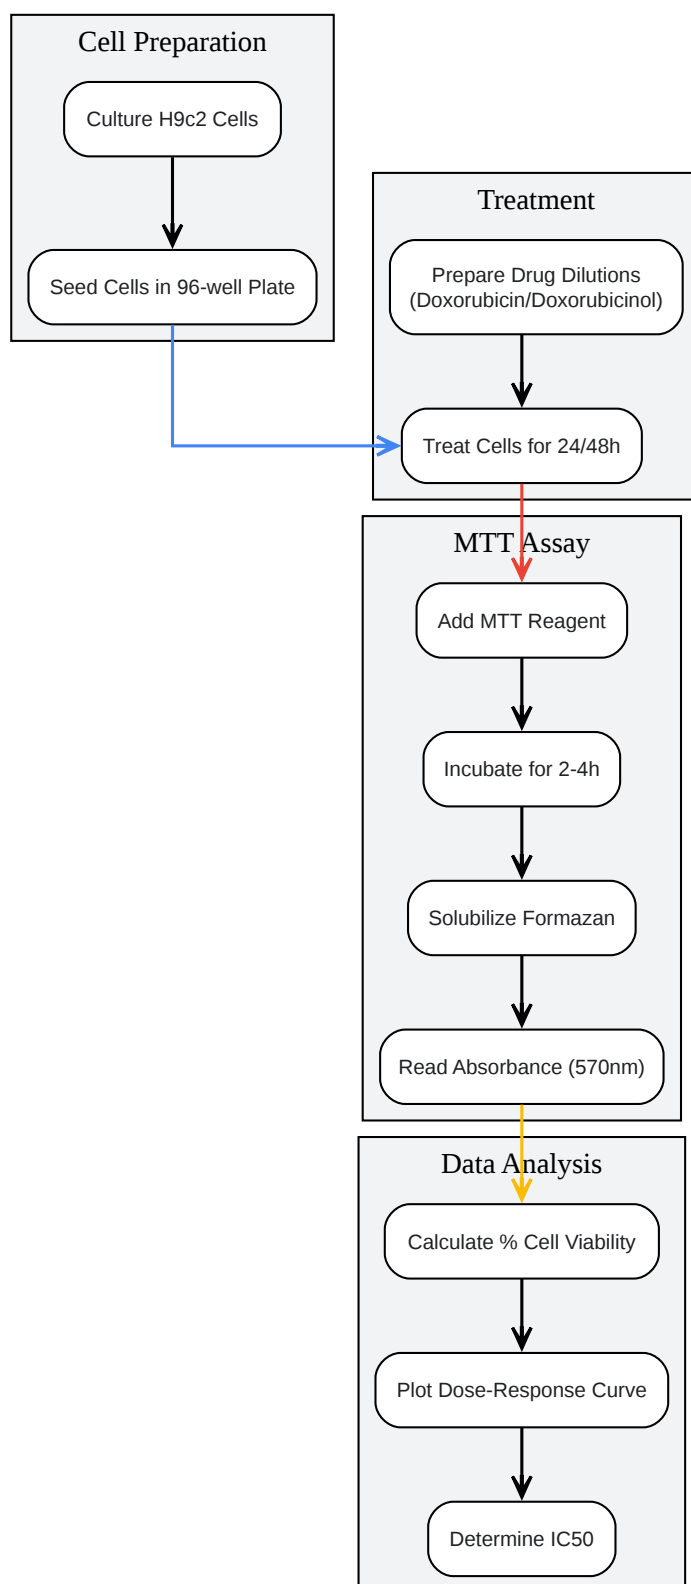 Cell Preparation
Culture H9c2 Cells
Seed Cells in 96-well Plate
Treatment
Prepare Drug Dilutions
(Doxorubicin/Doxorubicinol)
Treat Cells for 24/48h
MTT Assay
Add MTT Reagent
Incubate for 2-4h
Solubilize Formazan
Read Absorbance (570nm)
Data Analysis
Calculate % Cell Viability
Plot Dose-Response Curve
Determine IC50